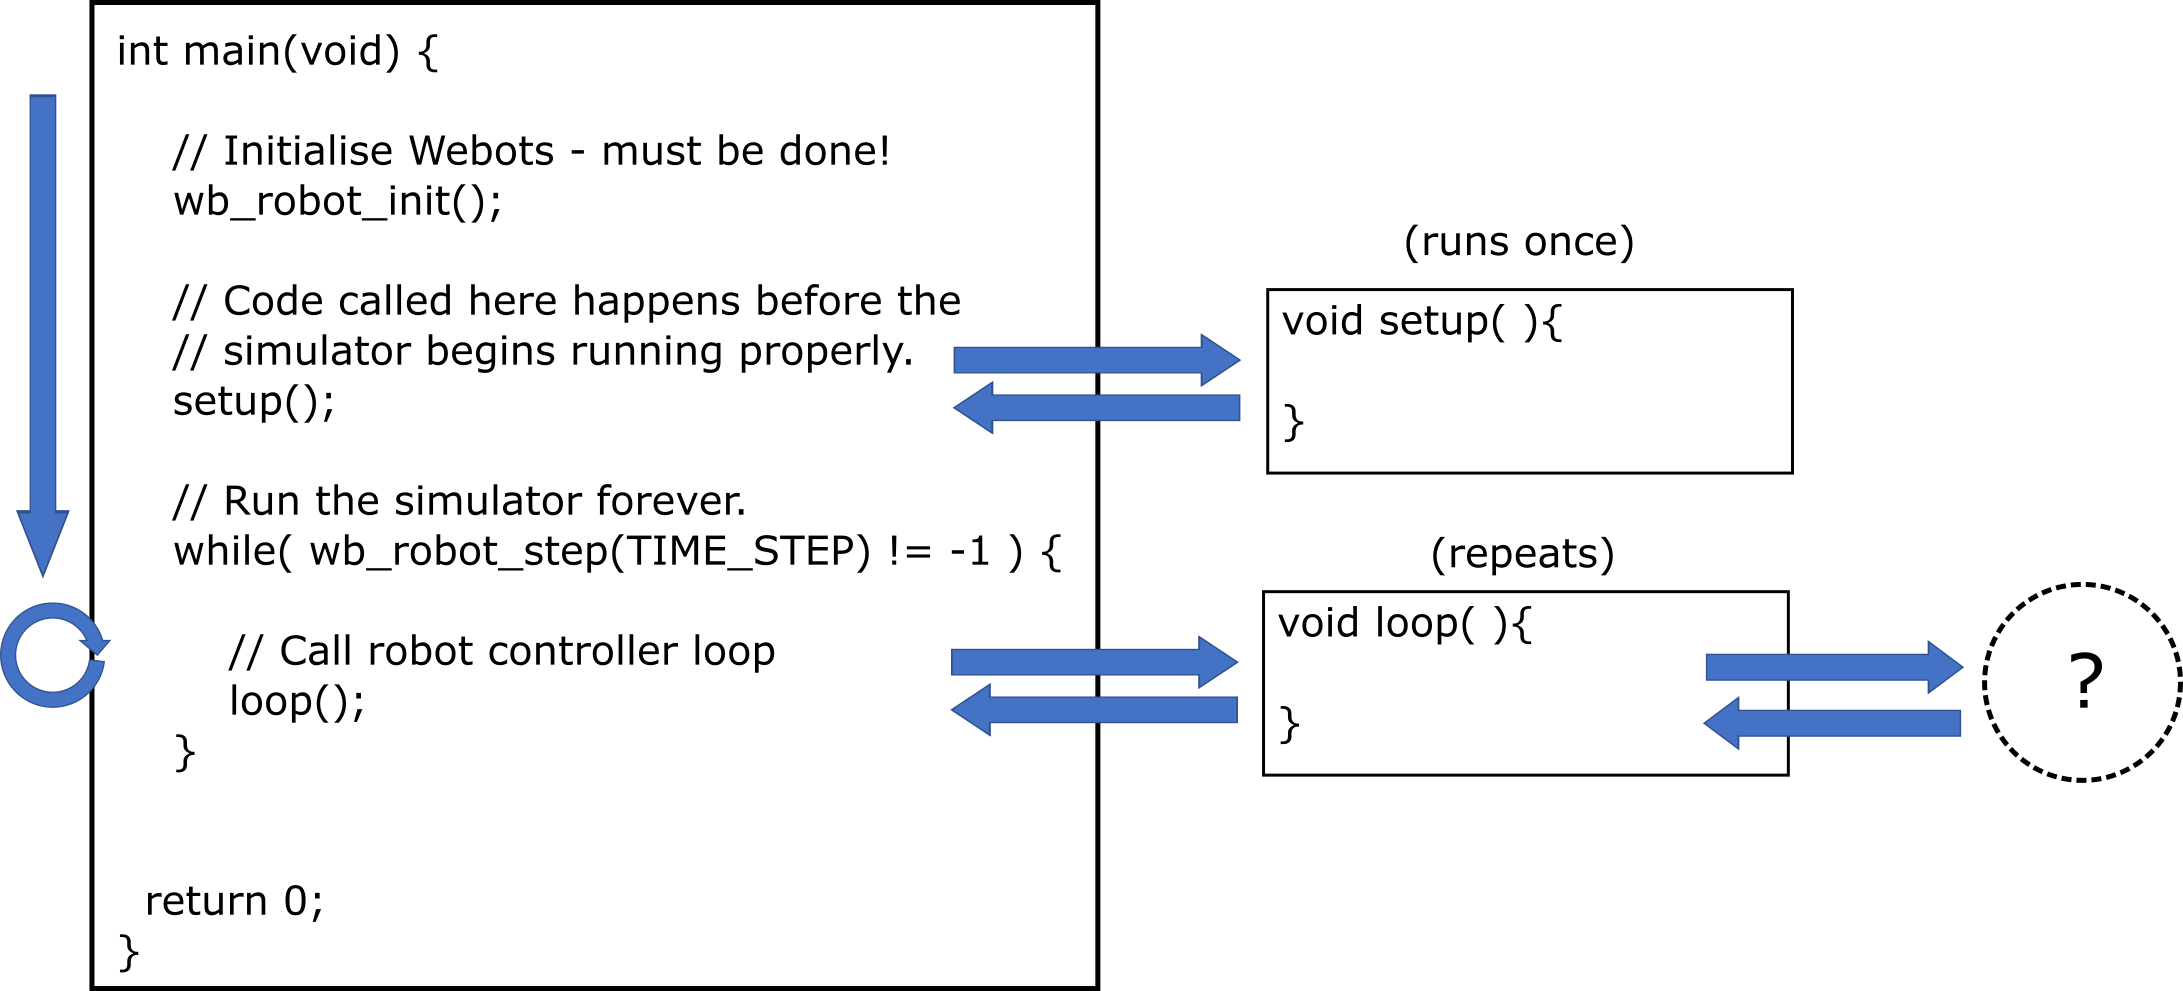 int main(void) {
// Initialise Webots - must be done!
wb_robot_init();
// Code called here happens before the
// simulator begins running properly.
setup();
// Run the simulator forever.
while( wb_robot_step(TIME_STEP) != -1 ) {
// Call robot controller loop
loop();
}
return 0;
}
(runs once)
void setup( ){
}
(repeats)
void loop( ){
}
?